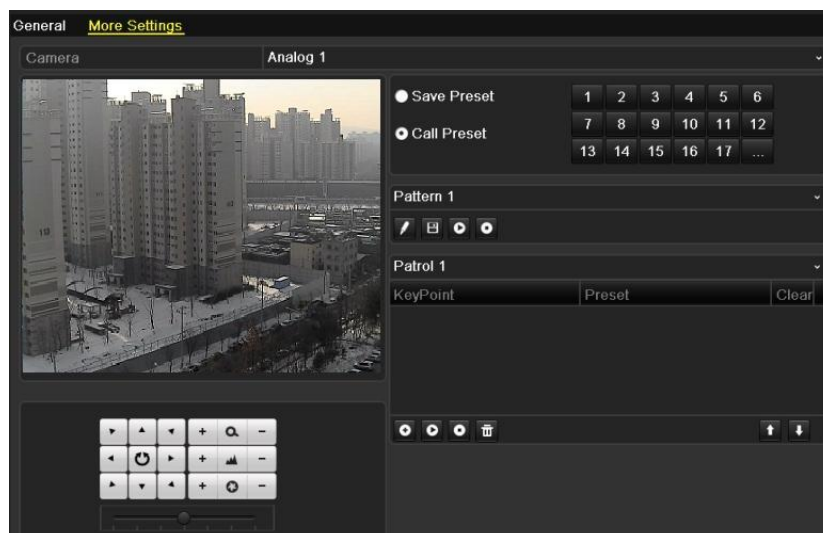 General More Settings
Camera Analog 1
Save Preset 1 2 3 4 5 6
Call Preset 7 8 9 10 11 12
13 14 15 16 17 ...
Pattern 1
Patrol 1
KeyPoint Preset Clear